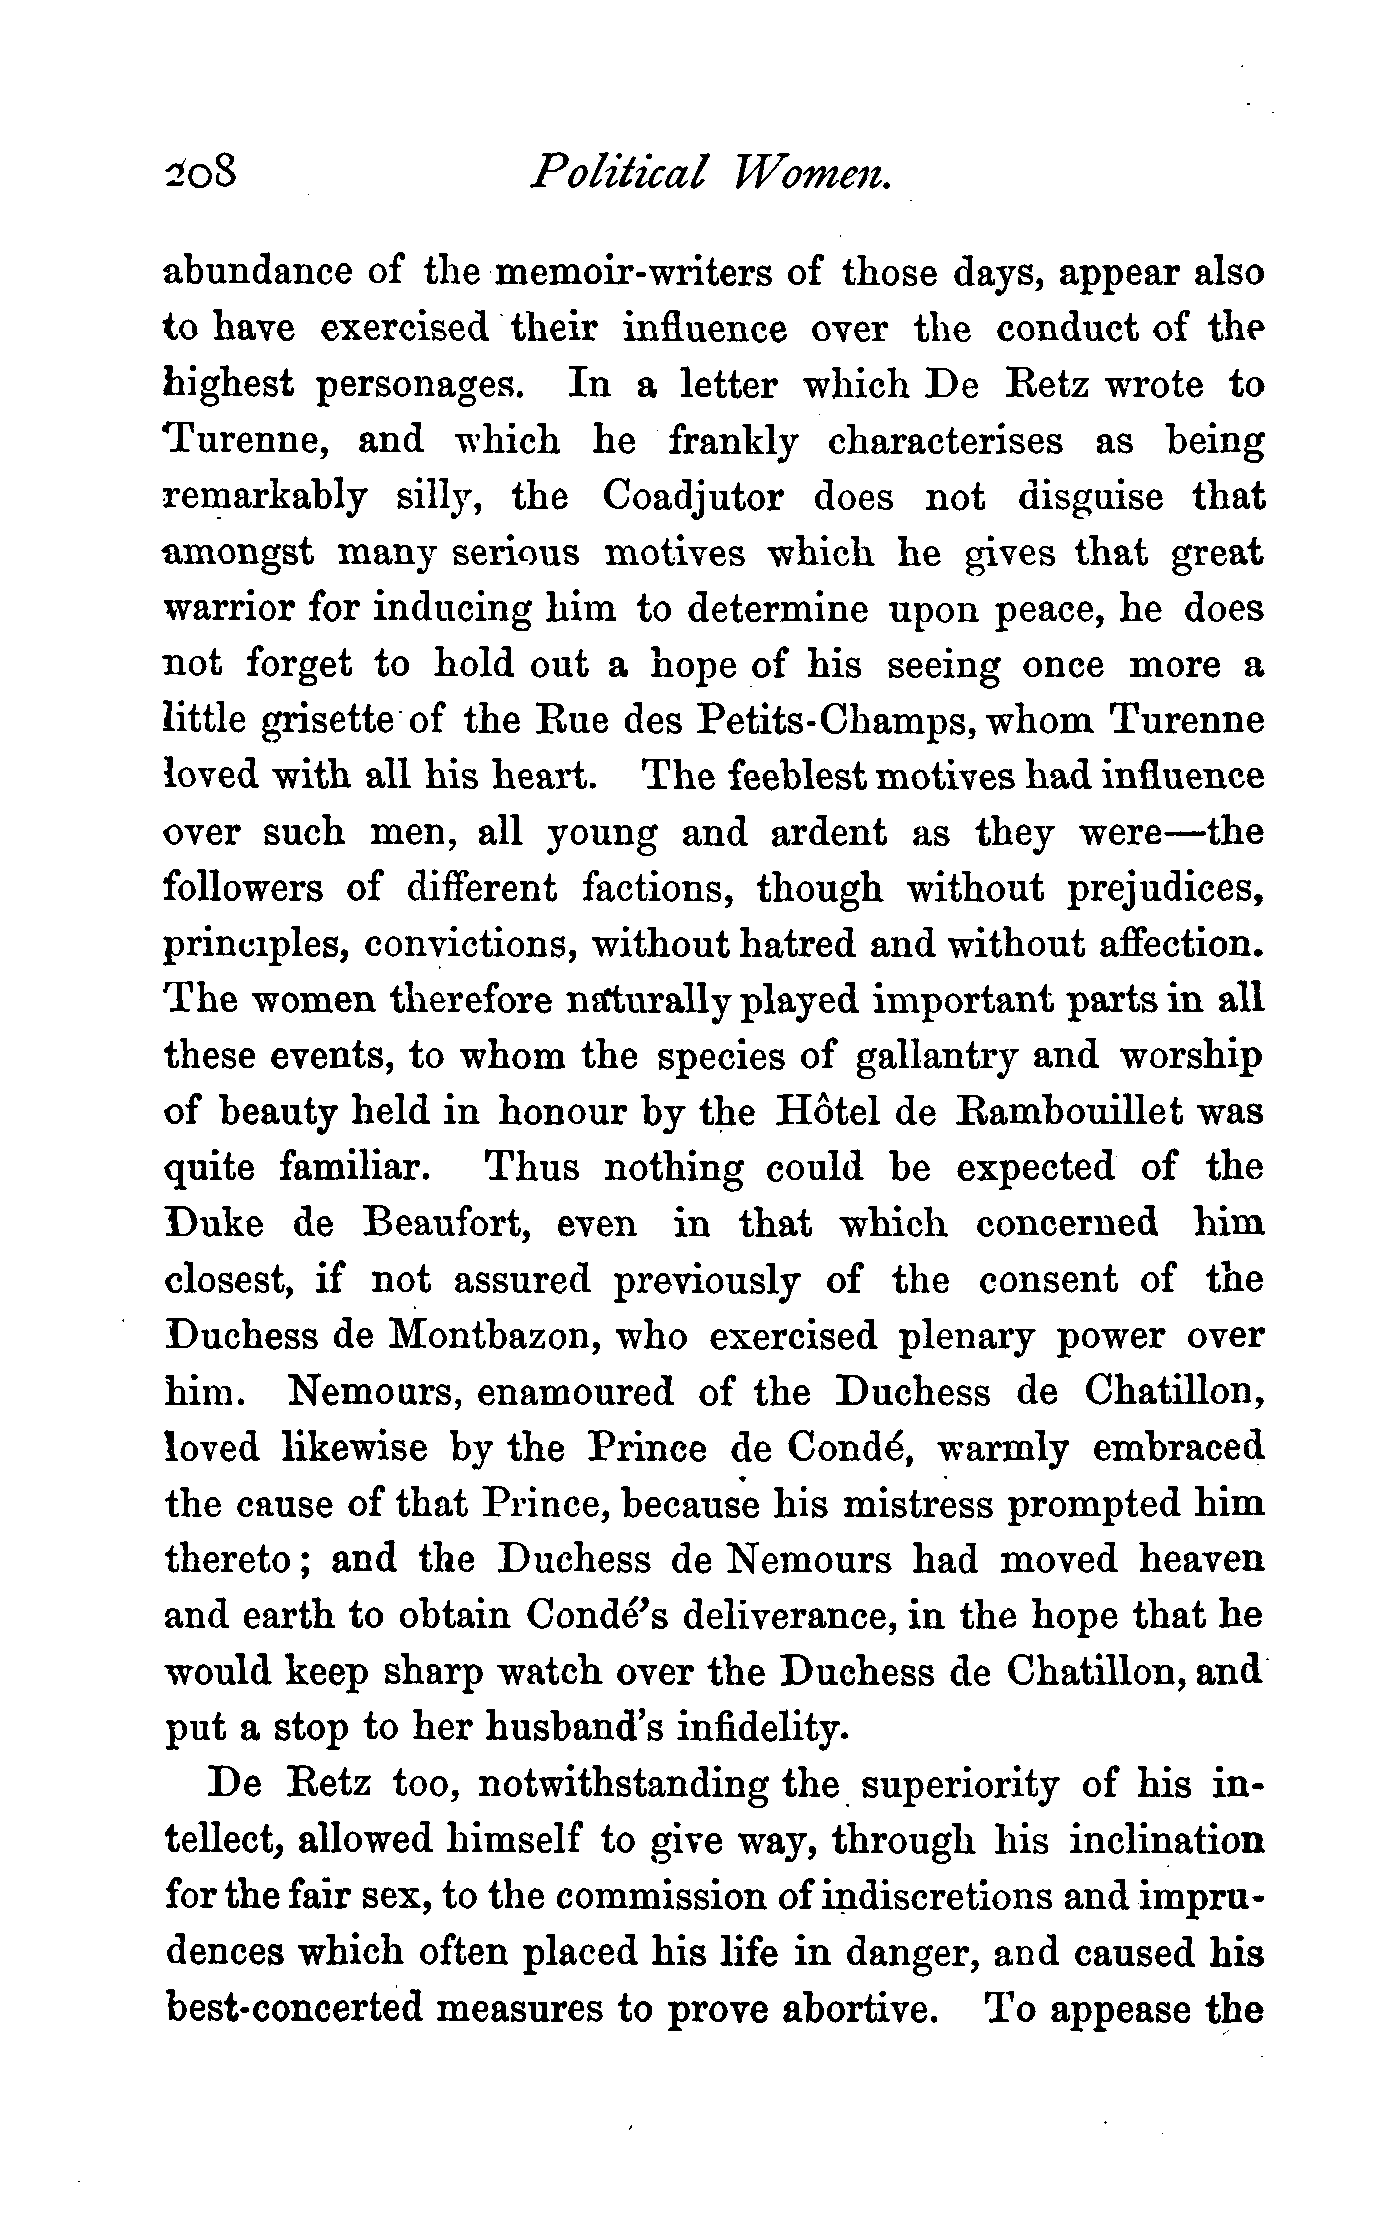 208 Political Women.
abundance of the memoir-writers of those days, appear also
to have exercised their influence over the conduct of the
highest personages. In a letter which De Retz wrote to
Turenne, and which he frankly characterises as being
remarkably silly, the Coadjutor does not disguise that
amongst many serious motives which he gives that great
warrior for inducing him to determine upon peace, he does
not forget to hold out a hope of his seeing once more a
little grisette of the Rue des Petits-Champs, whom Turenne
loved with all his heart. The feeblest motives had influence
over such men, all young and ardent as they were—the
followers of different factions, though without prejudices,
principles, convictions, without hatred and without affection.
The women therefore naturally played important parts in all
these events, to whom the species of gallantry and worship
of beauty held in honour by the Hôtel de Rambouillet was
quite familiar. Thus nothing could be expected of the
Duke de Beaufort, even in that which concerned him
closest, if not assured previously of the consent of the
Duchess de Montbazon, who exercised plenary power over
him. Nemours, enamoured of the Duchess de Chatillon,
loved likewise by the Prince de Condé, warmly embraced
the cause of that Prince, because his mistress prompted him
thereto; and the Duchess de Nemours had moved heaven
and earth to obtain Condé's deliverance, in the hope that he
would keep sharp watch over the Duchess de Chatillon, and
put a stop to her husband's infidelity.
De Retz too, notwithstanding the superiority of his in-
tellect, allowed himself to give way, through his inclination
for the fair sex, to the commission of indiscretions and impru-
dences which often placed his life in danger, and caused his
best-concerted measures to prove abortive. To appease the